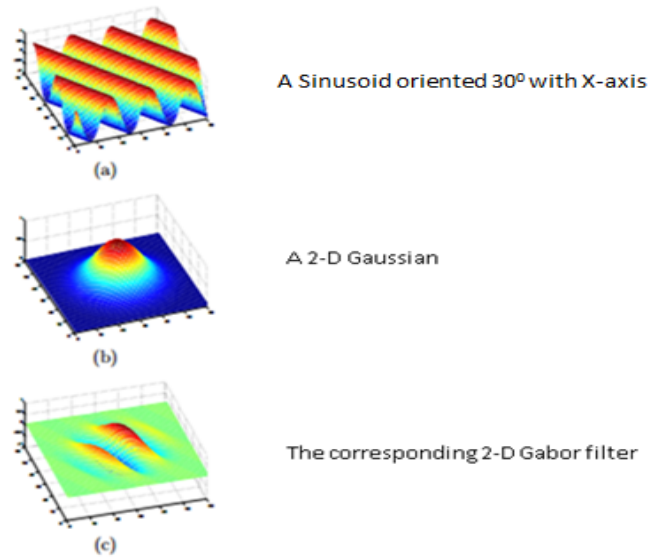 A Sinusoid oriented 30⁰ with X-axis
(a)
A 2-D Gaussian
(b)
The corresponding 2-D Gabor filter
(c)